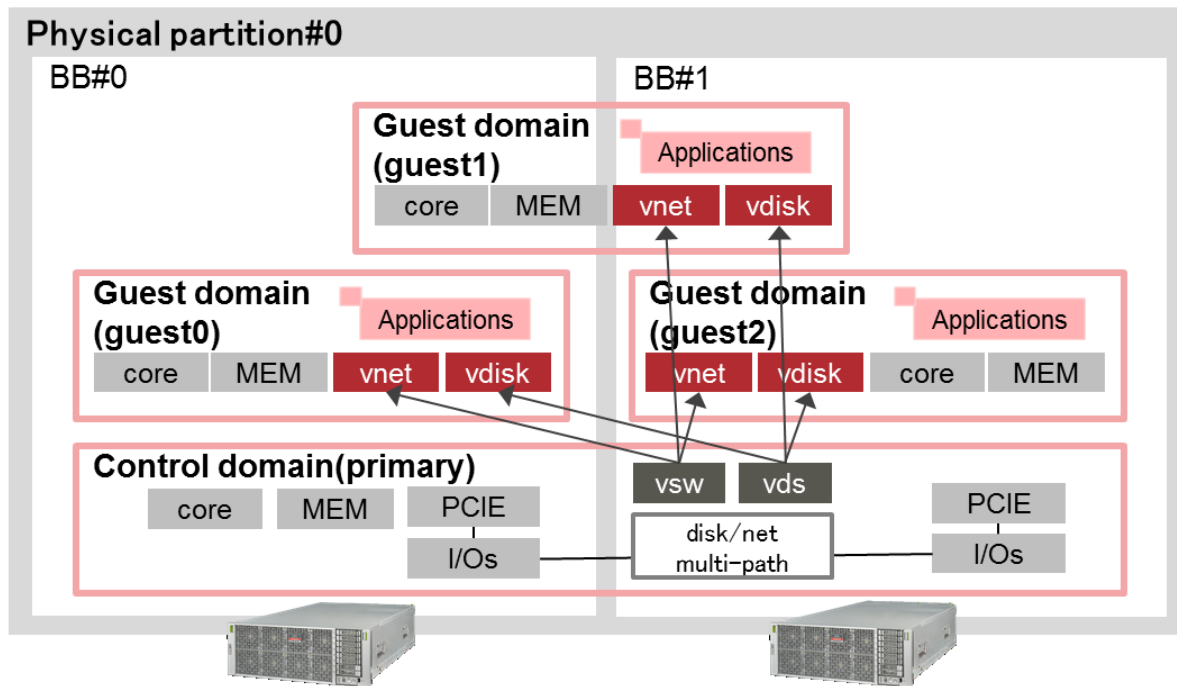 Physical partition#0
BB#0
BB#1
Guest domain
(guest1)
Applications
core
MEM
vnet
vdisk
Guest domain
(guest0)
Applications
core
MEM
vnet
vdisk
Guest domain
(guest2)
Applications
vnet
vdisk
core
MEM
Control domain(primary)
core
MEM
PCIE
I/Os
vsw
vds
disk/net
multi-path
PCIE
I/Os